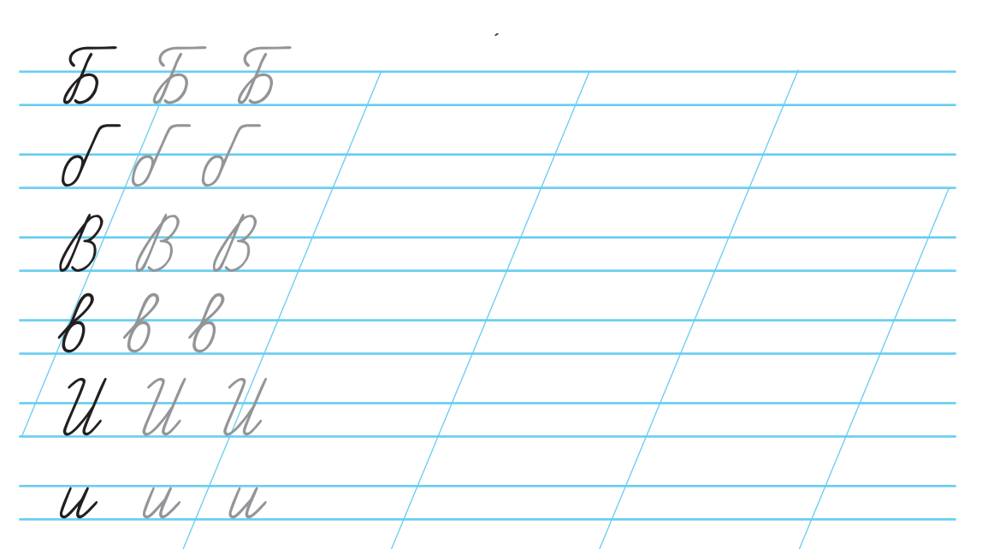 Б Б Б
б б б
В В В
в в в
И И И
и и и